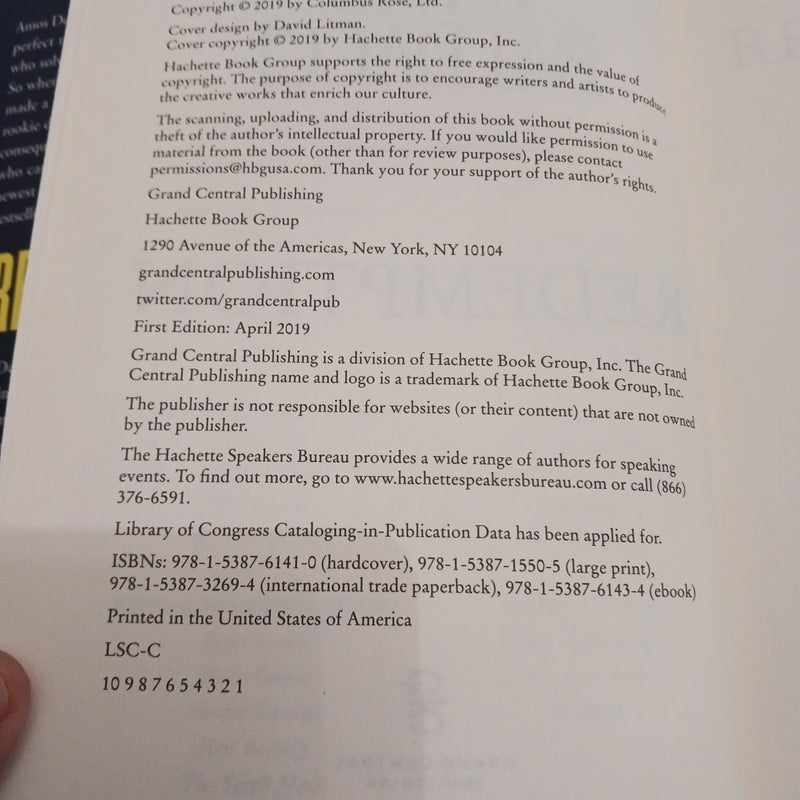 Copyright © 2019 by Columbus Rose, Ltd.
Cover design by David Litman.
Cover copyright © 2019 by Hachette Book Group, Inc.
Hachette Book Group supports the right to free expression and the value of
copyright. The purpose of copyright is to encourage writers and artists to produce
the creative works that enrich our culture.
The scanning, uploading, and distribution of this book without permission is a
theft of the author's intellectual property. If you would like permission to use
material from the book (other than for review purposes), please contact
permissions@hbgusa.com. Thank you for your support of the author's rights.
Grand Central Publishing
Hachette Book Group
1290 Avenue of the Americas, New York, NY 10104
grandcentralpublishing.com
twitter.com/grandcentralpub
First Edition: April 2019
Grand Central Publishing is a division of Hachette Book Group, Inc. The Grand
Central Publishing name and logo is a trademark of Hachette Book Group, Inc.
The publisher is not responsible for websites (or their content) that are not owned
by the publisher.
The Hachette Speakers Bureau provides a wide range of authors for speaking
events. To find out more, go to www.hachettespeakersbureau.com or call (866)
376-6591.
Library of Congress Cataloging-in-Publication Data has been applied for.
ISBNs: 978-1-5387-6141-0 (hardcover), 978-1-5387-1550-5 (large print),
978-1-5387-3269-4 (international trade paperback), 978-1-5387-6143-4 (ebook)
Printed in the United States of America
LSC-C
10 9 8 7 6 5 4 3 2 1
Amos
perfect
who
So when
made a
rookie
who